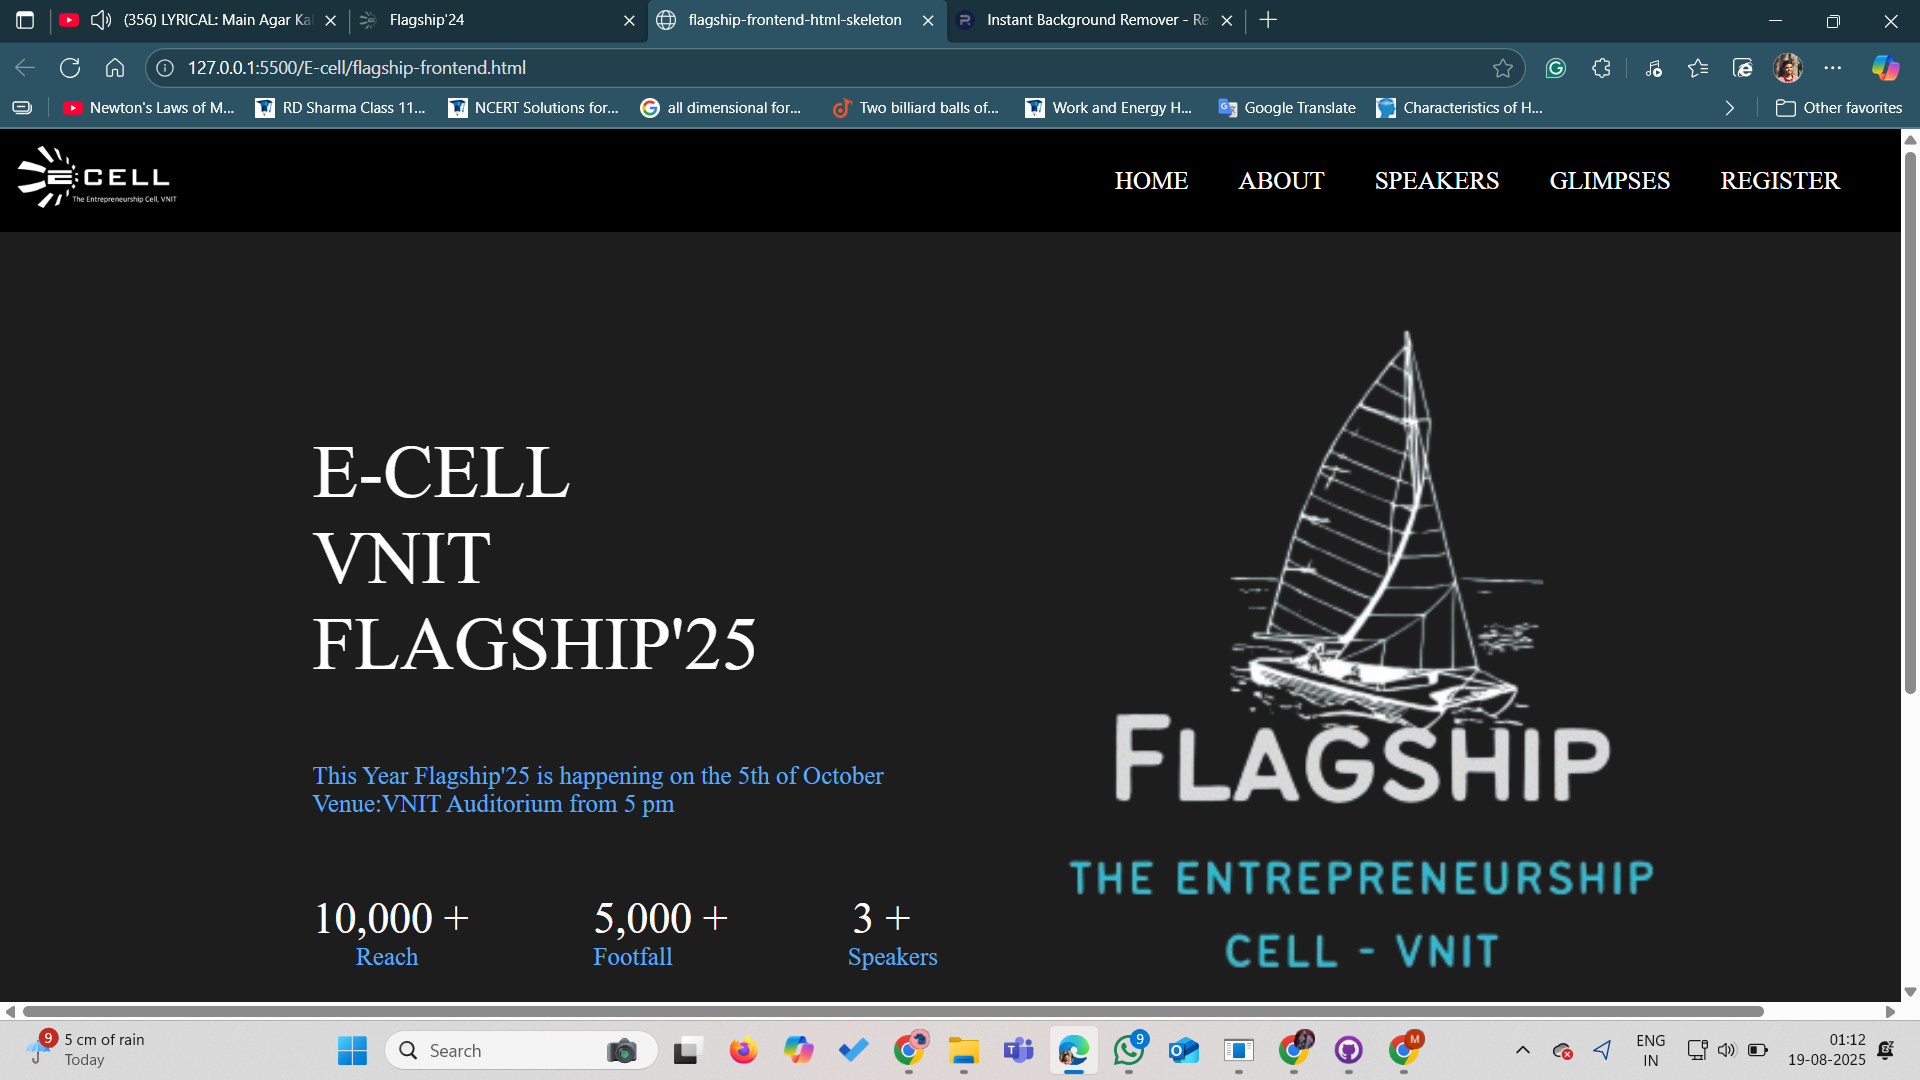 (356) LYRICAL: Main Agar Ka
Flagship'24
flagship-frontend-html-skeleton
Instant Background Remover - Re
127.0.0.1:5500/E-cell/flagship-frontend.html
Newton's Laws of M...
RD Sharma Class 11...
NCERT Solutions for...
all dimensional for...
Two billiard balls of...
Work and Energy H...
Google Translate
Characteristics of H...
Other favorites
E CELL
The Entrepreneurship Cell, VNIT
HOME
ABOUT
SPEAKERS
GLIMPSES
REGISTER
E-CELL
VNIT
FLAGSHIP'25
This Year Flagship'25 is happening on the 5th of October
Venue:VNIT Auditorium from 5 pm
10,000 +
Reach
5,000 +
Footfall
3 +
Speakers
FLAGSHIP
THE ENTREPRENEURSHIP
CELL - VNIT
9
5 cm of rain
Today
Search
9
M
ENG
IN
01:12
19-08-2025